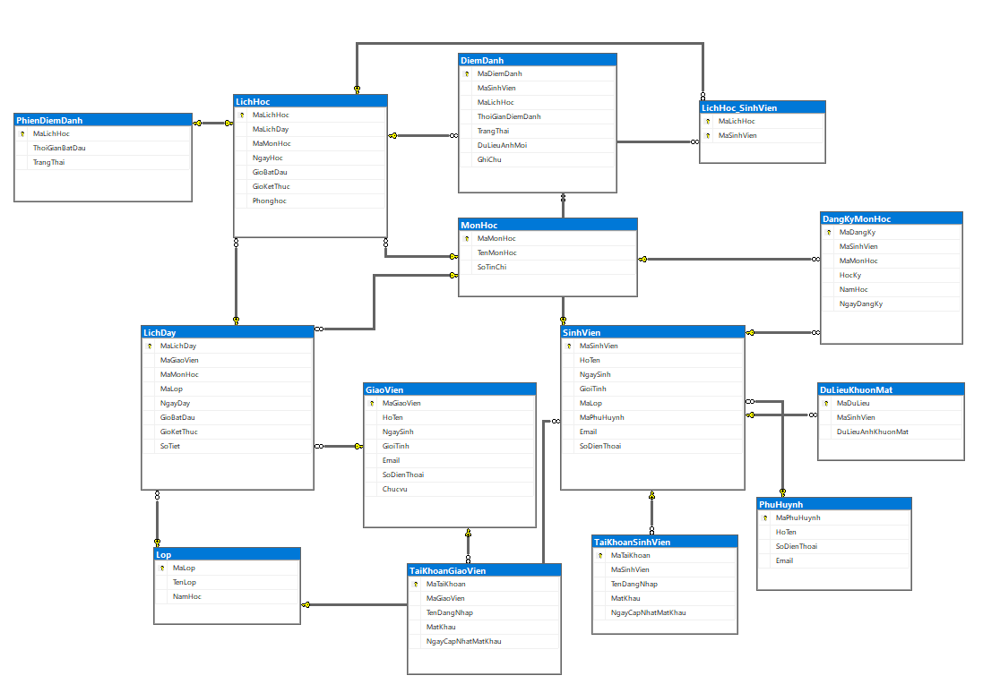 DiemDanh
MaDiemDanh
MaSinhVien
MaLichHoc
ThoiGianDiemDanh
TrangThai
DuLieuAnhMoi
GhiChu
LichHoc
MaLichHoc
MaLichDay
MaMonHoc
NgayHoc
GioBatDau
GioKetThuc
Phonghoc
LichHoc_SinhVien
MaLichHoc
MaSinhVien
PhienDiemDanh
MaLichHoc
ThoiGianBatDau
TrangThai
MonHoc
MaMonHoc
TenMonHoc
SoTinChi
DangKyMonHoc
MaDangKy
MaSinhVien
MaMonHoc
HocKy
NamHoc
NgayDangKy
LichDay
MaLichDay
MaGiaoVien
MaMonHoc
MaLop
NgayDay
GioBatDau
GioKetThuc
SoTiet
SinhVien
MaSinhVien
HoTen
NgaySinh
GioiTinh
MaLop
MaPhuHuynh
Email
SoDienThoai
GiaoVien
MaGiaoVien
HoTen
NgaySinh
GioiTinh
Email
SoDienThoai
Chucvu
DuLieuKhuonMat
MaDuLieu
MaSinhVien
DuLieuAnhKhuonMat
PhuHuynh
MaPhuHuynh
HoTen
SoDienThoai
Email
TaiKhoanSinhVien
MaTaiKhoan
MaSinhVien
TenDangNhap
MatKhau
NgayCapNhatMatKhau
Lop
MaLop
TenLop
NamHoc
TaiKhoanGiaoVien
MaTaiKhoan
MaGiaoVien
TenDangNhap
MatKhau
NgayCapNhatMatKhau